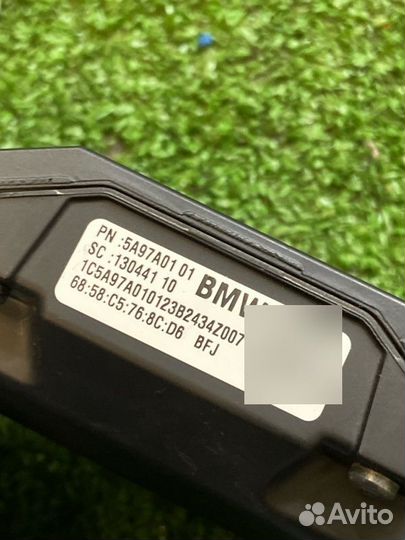 PN :5A97A01 01
SC :130441 10
BMW
1C5A97A010123B2434Z007
68:58:C5:76:8C:D6 BFJ
Avito